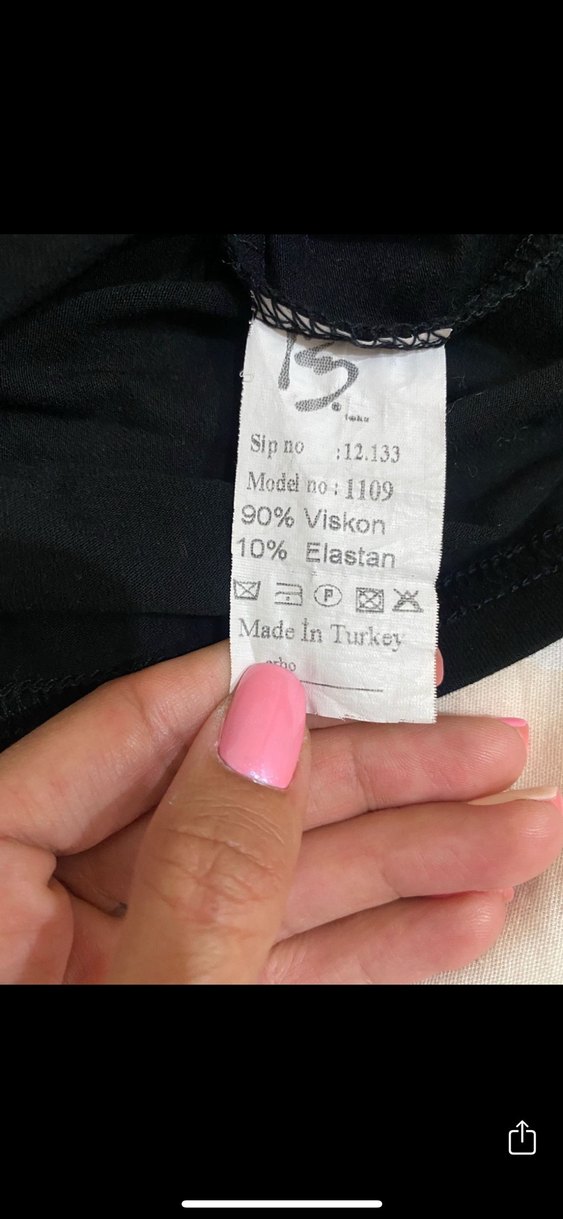 Sip no :12.133
Model no : 1109
90% Viskon
10% Elastan
P
Made İn Turkey